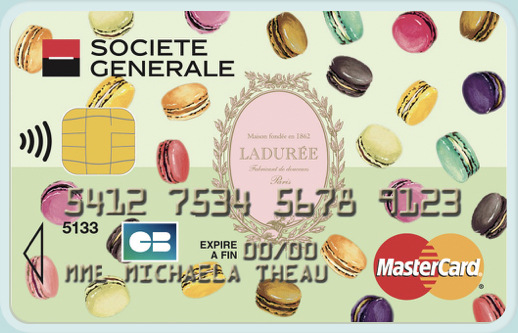 SOCIETE
GENERALE
Maison fondée en 1862
LADURÉE
Fabricant de douceurs
Paris
5412 7534 5678 9123
5133
CB
EXPIRE
A FIN 00/00
MME MICHAELA THEAU
MasterCard